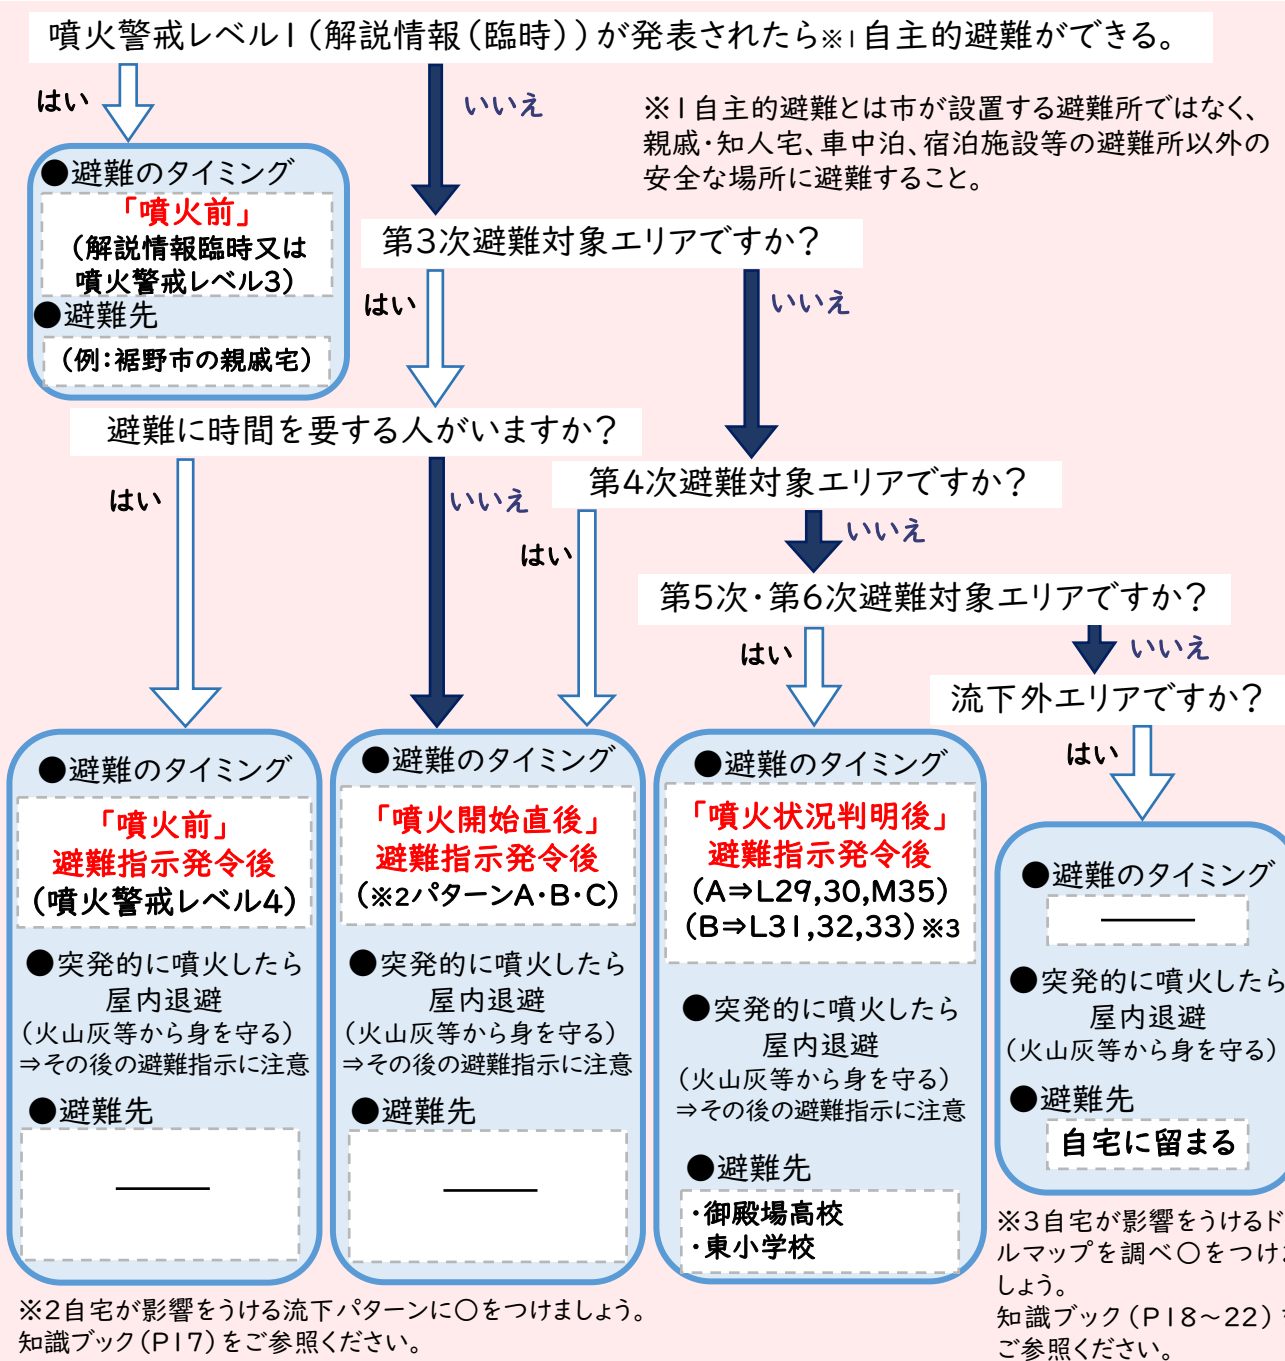 噴火警戒レベル1（解説情報（臨時））が発表されたら※1自主的避難ができる。
はい
いいえ
※1自主的避難とは市が設置する避難所ではなく、
親戚・知人宅、車中泊、宿泊施設等の避難所以外の
安全な場所に避難すること。
●避難のタイミング
「噴火前」
（解説情報臨時又は
噴火警戒レベル3）
●避難先
（例：裾野市の親戚宅）
第3次避難対象エリアですか？
はい
いいえ
避難に時間を要する人がいますか？
はい
いいえ
第4次避難対象エリアですか？
はい
いいえ
第5次・第6次避難対象エリアですか？
はい
いいえ
流下外エリアですか？
はい
●避難のタイミング
「噴火前」
避難指示発令後
（噴火警戒レベル4）
●突発的に噴火したら
屋内退避
（火山灰等から身を守る）
⇒その後の避難指示に注意
●避難先
―――
●避難のタイミング
「噴火開始直後」
避難指示発令後
（※2パターンA・B・C）
●突発的に噴火したら
屋内退避
（火山灰等から身を守る）
⇒その後の避難指示に注意
●避難先
―――
●避難のタイミング
「噴火状況判明後」
避難指示発令後
（A⇒L29,30,M35）
（B⇒L31,32,33）※3
●突発的に噴火したら
屋内退避
（火山灰等から身を守る）
⇒その後の避難指示に注意
●避難先
・御殿場高校
・東小学校
●避難のタイミング
―――
●突発的に噴火したら
屋内退避
（火山灰等から身を守る）
●避難先
自宅に留まる
※2自宅が影響をうける流下パターンに○をつけましょう。
知識ブック（P17）をご参照ください。
※3自宅が影響をうけるド
ルマップを調べ○をつけ
しょう。
知識ブック（P18～22）
ご参照ください。